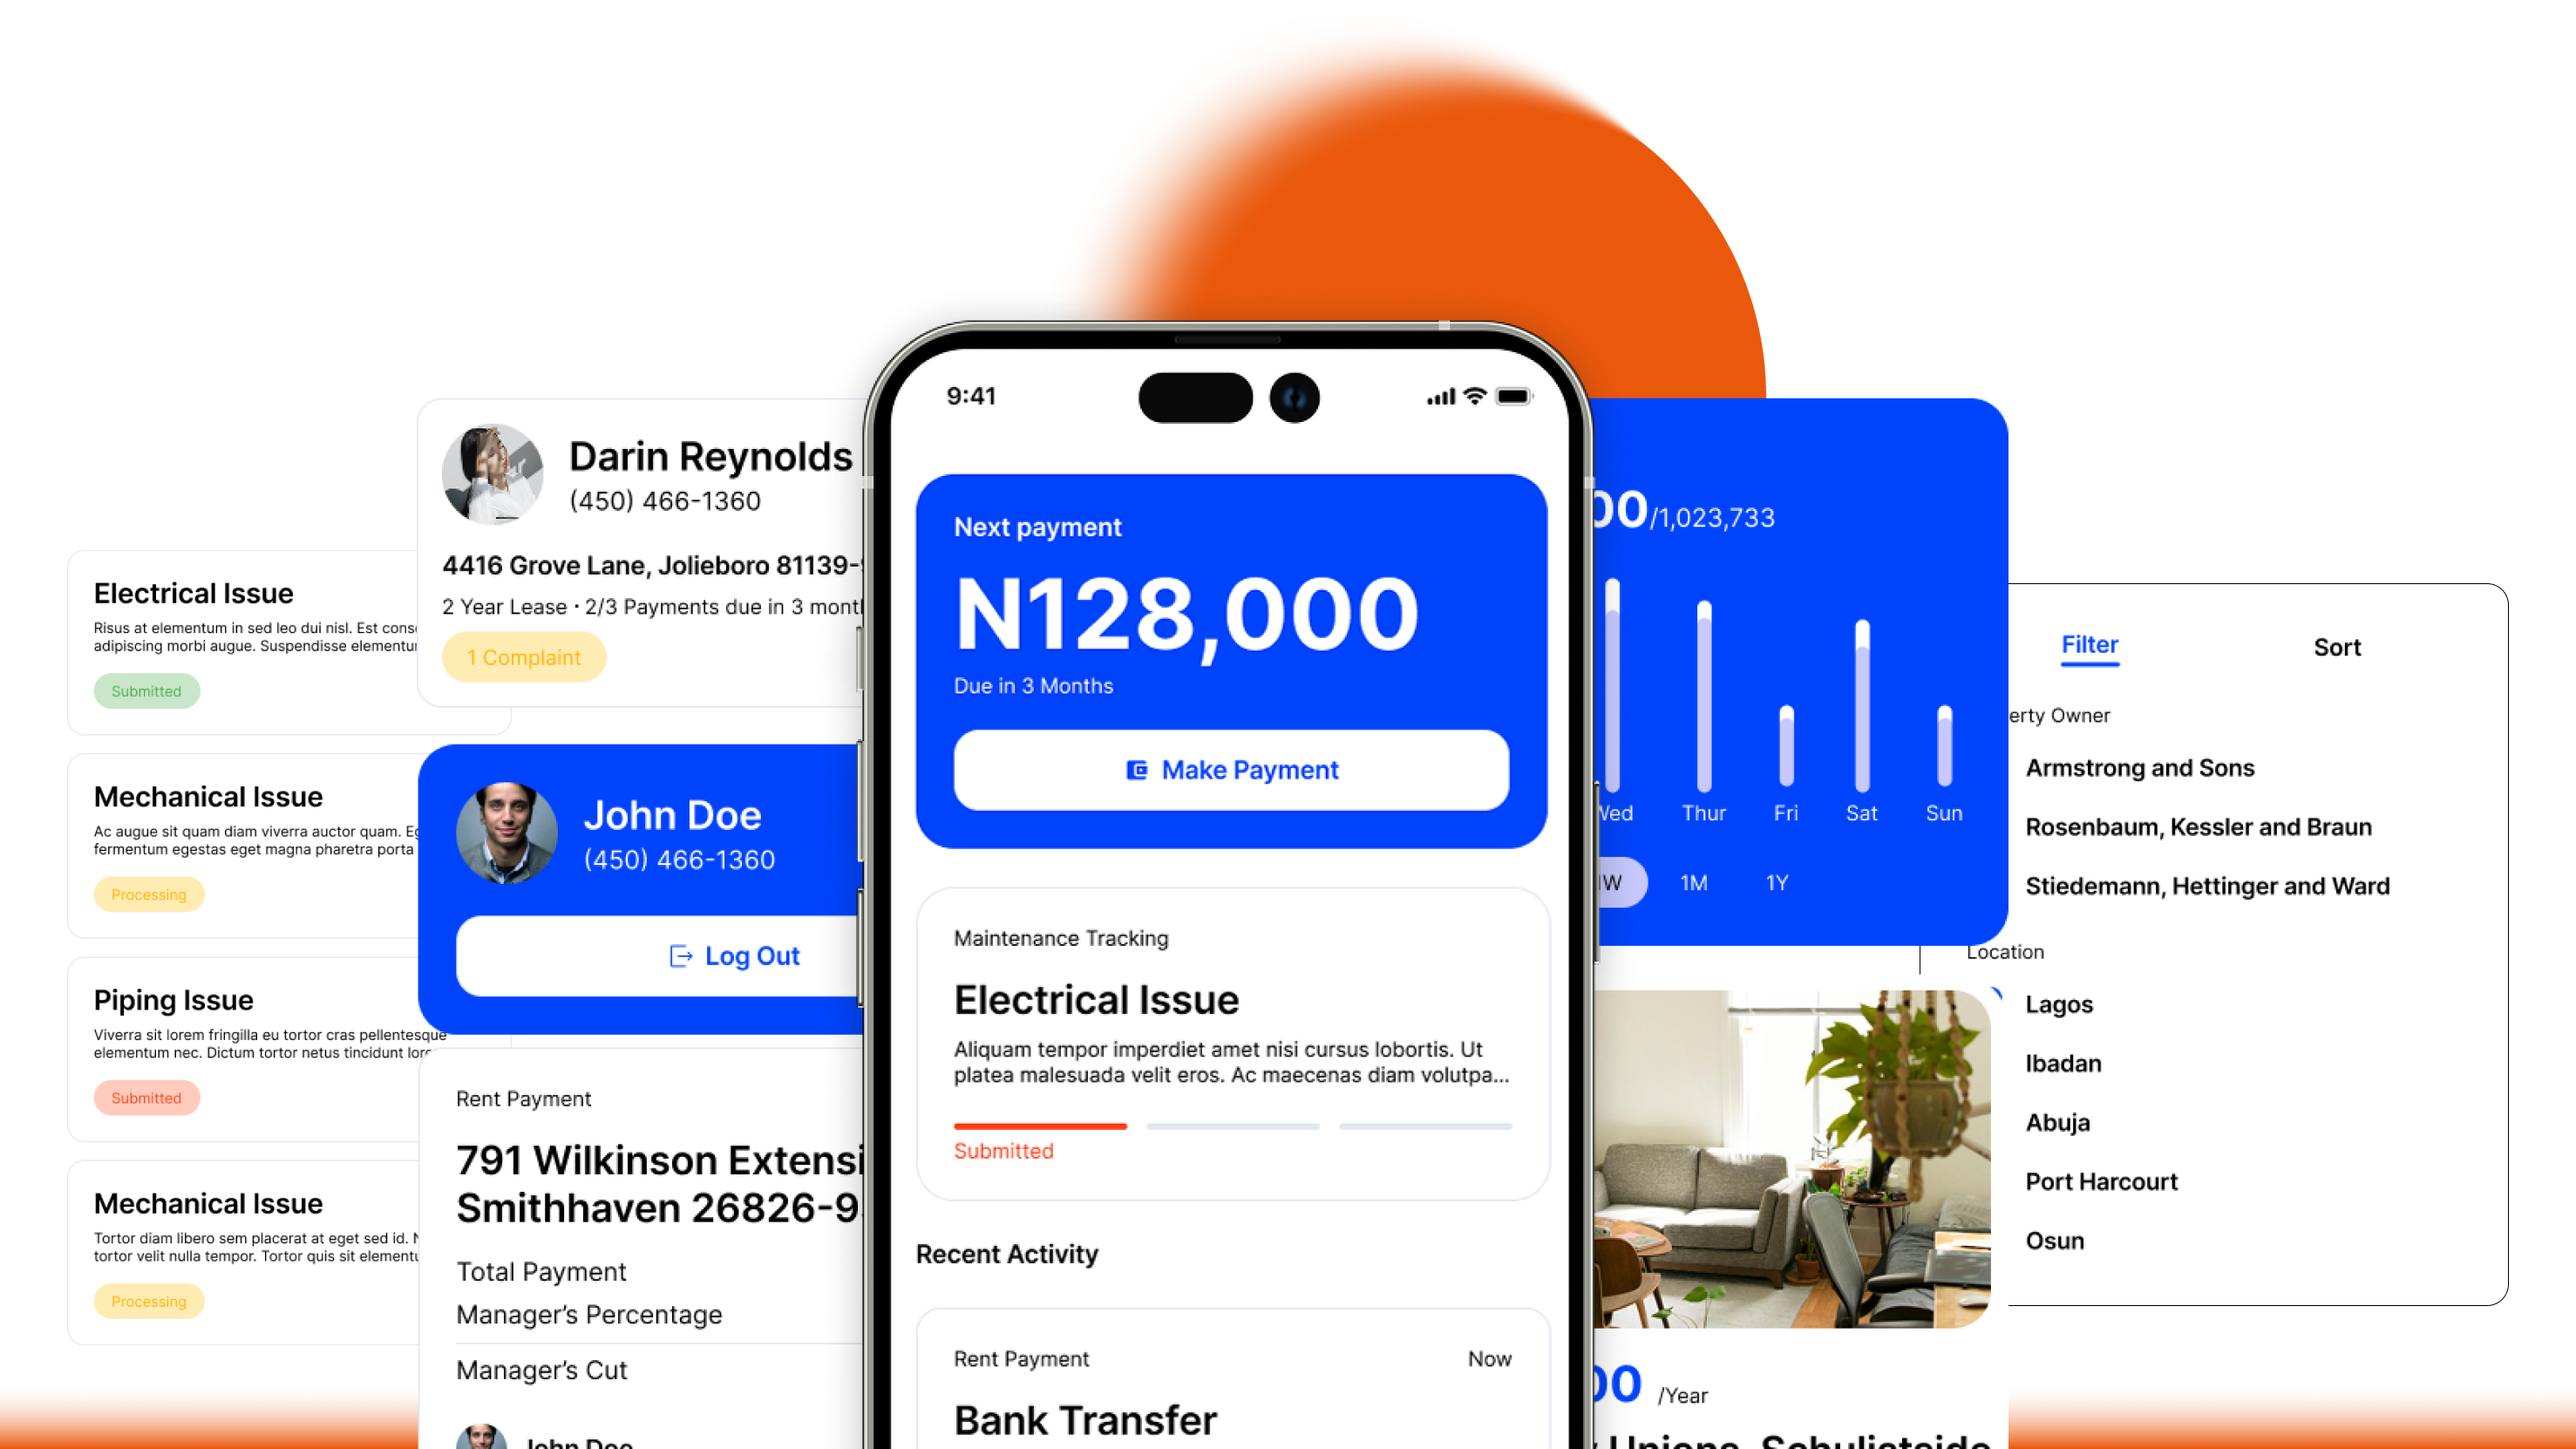 Electrical Issue
Risus at elementum in sed leo dui nisl. Est
adipiscing morbi augue. Suspendisse
Submitted
Mechanical Issue
Ac augue sit quam diam viverra auctor quam.
fermentum egestas eget magna pharetra porta
Processing
Piping Issue
Viverra sit lorem fringilla eu tortor cras pellentesque
elementum nec. Dictum tortor netus tincidunt
Submitted
Mechanical Issue
Tortor diam libero sem placerat at eget sed id.
tortor velit nulla tempor. Tortor quis sit
Processing
Darin Reynolds
(450) 466-1360
4416 Grove Lane, Jolieboro 81139-
2 Year Lease · 2/3 Payments due in 3
1 Complaint
John Doe
(450) 466-1360
Log Out
Rent Payment
791 Wilkinson
Smithhaven 26826-9
Total Payment
Manager's Percentage
Manager's Cut
John Doe
9:41
Next payment
N128,000
Due in 3 Months
Make Payment
Maintenance Tracking
Electrical Issue
Aliquam tempor imperdiet amet nisi cursus lobortis. Ut
platea malesuada velit eros. Ac maecenas diam volutpa...
Submitted
Recent Activity
Rent Payment
Now
Bank Transfer
00/1,023,733
Wed Thur Fri Sat Sun
1W 1M 1Y
00 /Year
Filter
Sort
erty Owner
Armstrong and Sons
Rosenbaum, Kessler and Braun
Stiedemann, Hettinger and Ward
Location
Lagos
Ibadan
Abuja
Port Harcourt
Osun